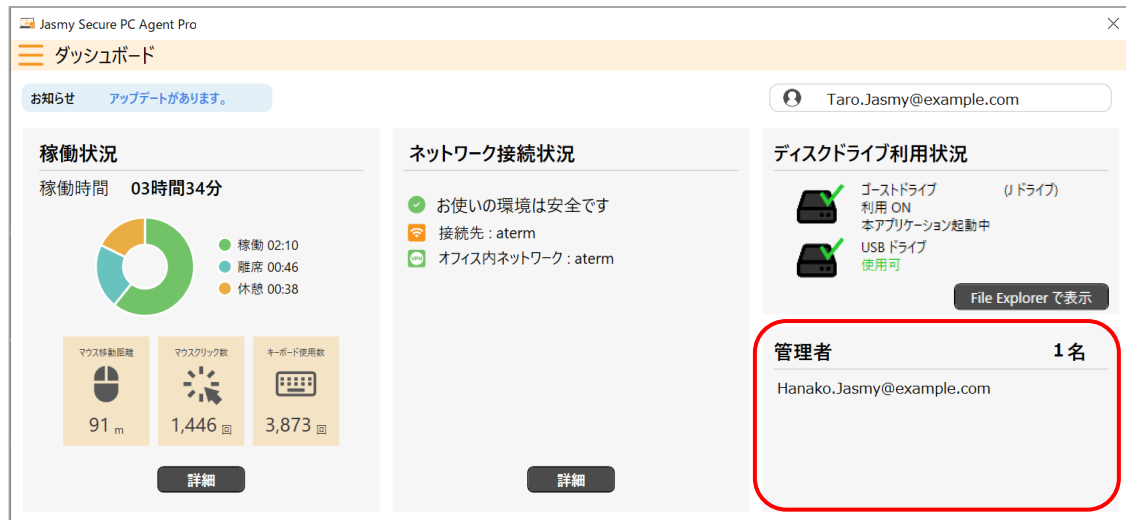 Jasmy Secure PC Agent Pro
ダッシュボード
お知らせ アップデートがあります。
Taro.Jasmy@example.com
稼働状況
稼働時間 03時間34分
稼働 02:10
離席 00:46
休憩 00:38
マウス移動距離
91 m
マウスクリック数
1,446 回
キーボード使用数
3,873 回
詳細
ネットワーク接続状況
お使いの環境は安全です
接続先 : aterm
VPN
オフィス内ネットワーク : aterm
詳細
ディスクドライブ利用状況
ゴーストドライブ (J ドライブ)
利用 ON
本アプリケーション起動中
USB ドライブ
使用可
File Explorer で表示
管理者 1名
Hanako.Jasmy@example.com